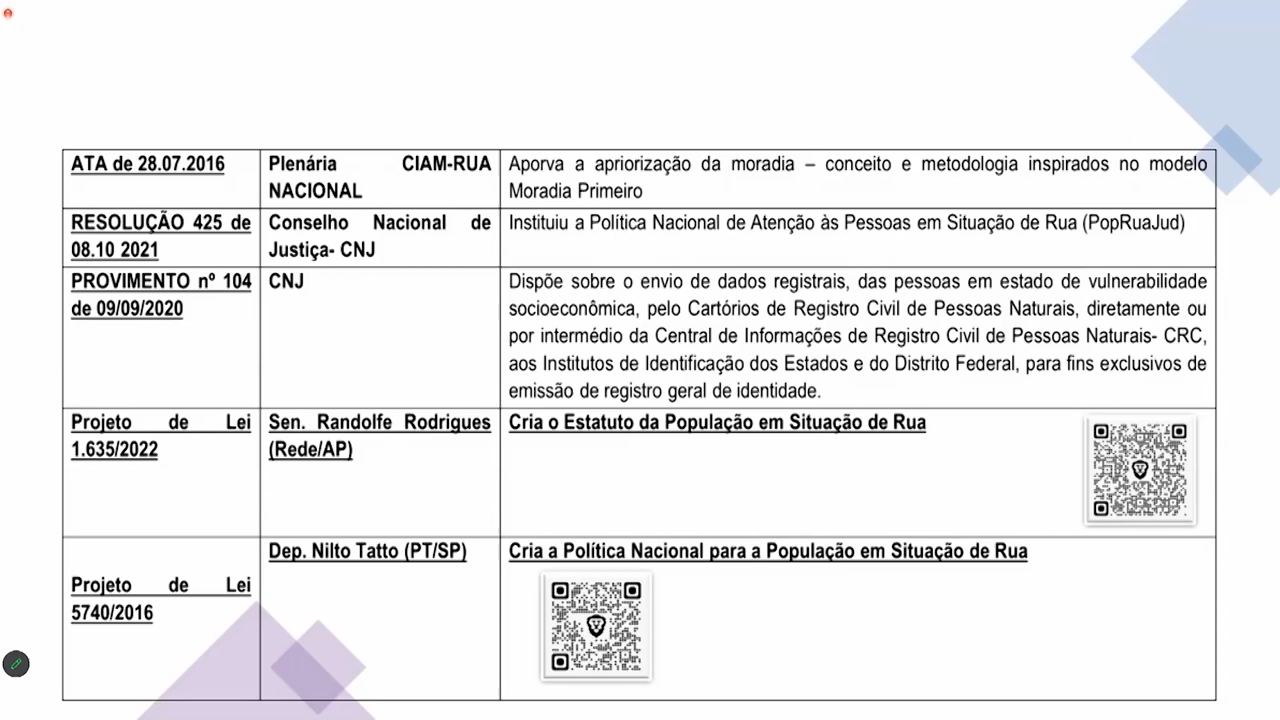 ATA de 28.07.2016
Plenária CIAM-RUA
NACIONAL
Aporva a apriorização da moradia – conceito e metodologia inspirados no modelo
Moradia Primeiro
RESOLUÇÃO 425 de
08.10 2021
Conselho Nacional de
Justiça- CNJ
Instituiu a Política Nacional de Atenção às Pessoas em Situação de Rua (PopRuaJud)
PROVIMENTO nº 104
de 09/09/2020
CNJ
Dispõe sobre o envio de dados registrais, das pessoas em estado de vulnerabilidade
socioeconômica, pelo Cartórios de Registro Civil de Pessoas Naturais, diretamente ou
por intermédio da Central de Informações de Registro Civil de Pessoas Naturais- CRC,
aos Institutos de Identificação dos Estados e do Distrito Federal, para fins exclusivos de
emissão de registro geral de identidade.
Projeto de Lei
1.635/2022
Sen. Randolfe Rodrigues
(Rede/AP)
Cria o Estatuto da População em Situação de Rua
Projeto de Lei
5740/2016
Dep. Nilto Tatto (PT/SP)
Cria a Política Nacional para a População em Situação de Rua